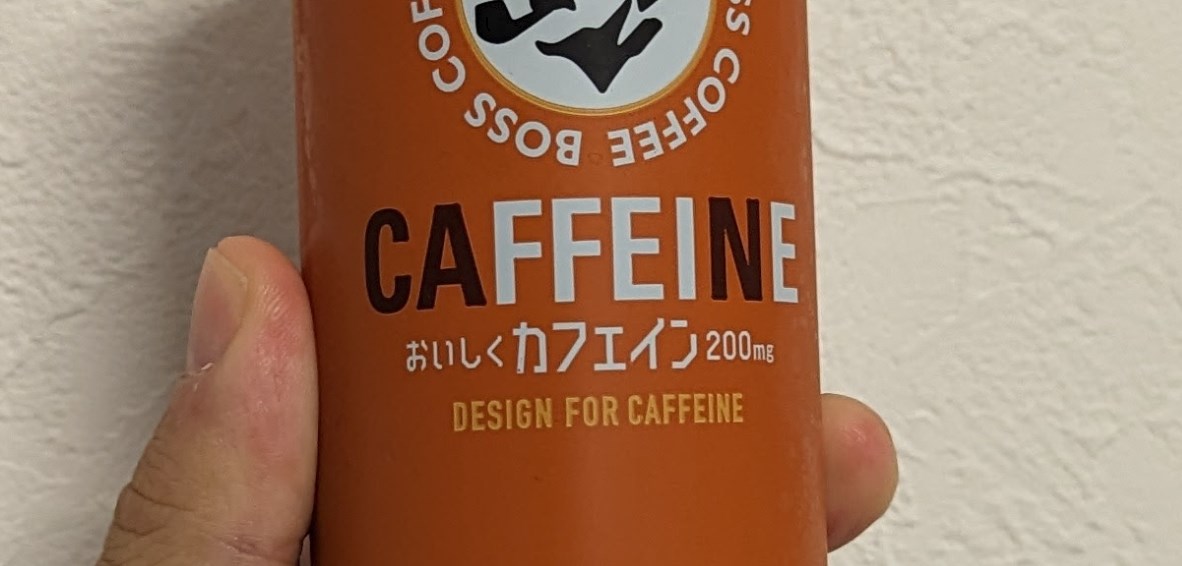 BOSS COFFEE BOSS COF
CAFFEINE
おいしくカフェイン200mg
DESIGN FOR CAFFEINE